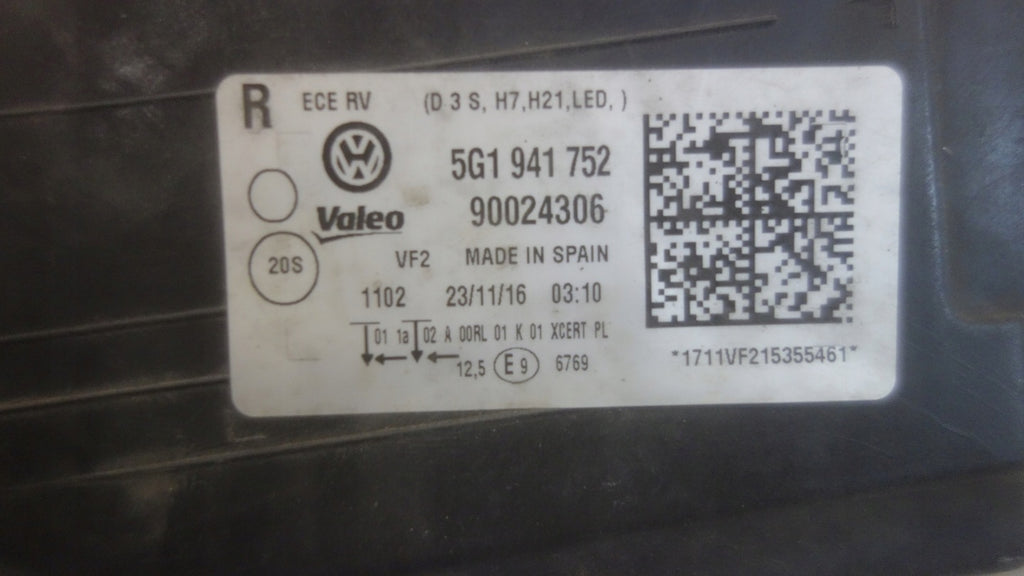 R ECE RV (D 3 S, H7,H21,LED, )
5G1 941 752
Valeo 90024306
20S VF2 MADE IN SPAIN
1102 23/11/16 03:10
01 1a 02 A 00RL 01 K 01 XCERT PL
12,5 E9 6769
*1711VF215355461*